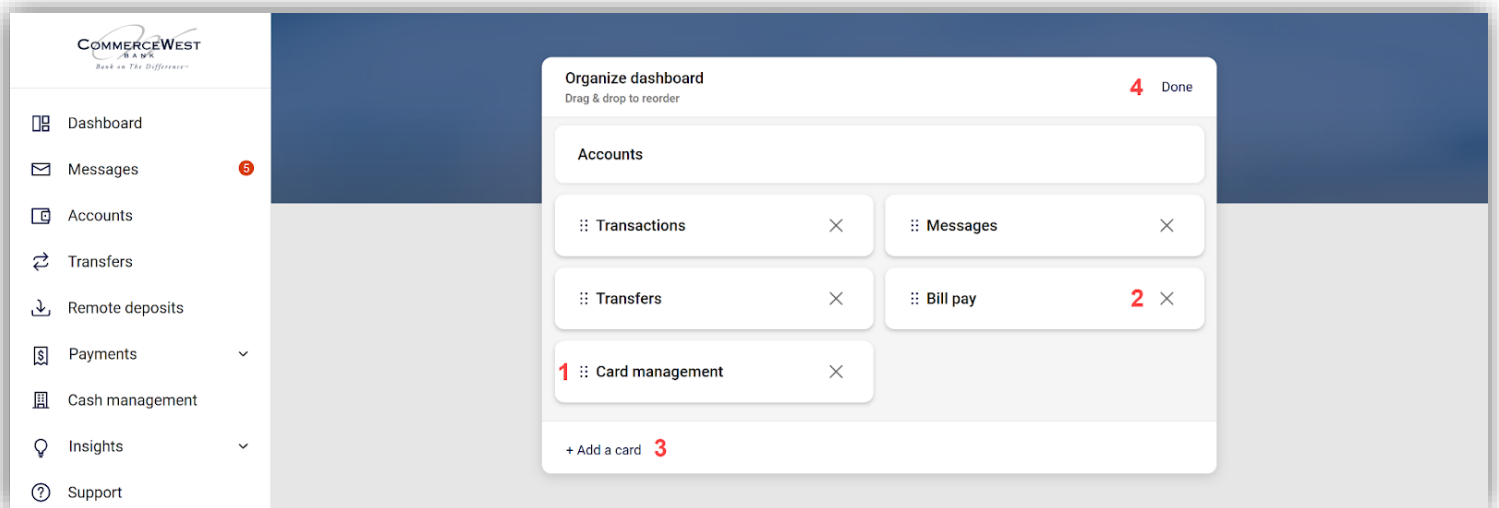 COMMERCEWEST
BANK
Bank on The Difference
Dashboard
Messages 5
Accounts
Transfers
Remote deposits
Payments
Cash management
Insights
Support
Organize dashboard
Drag & drop to reorder
4 Done
Accounts
Transactions
Messages
Transfers
Bill pay 2
1 Card management
+ Add a card 3